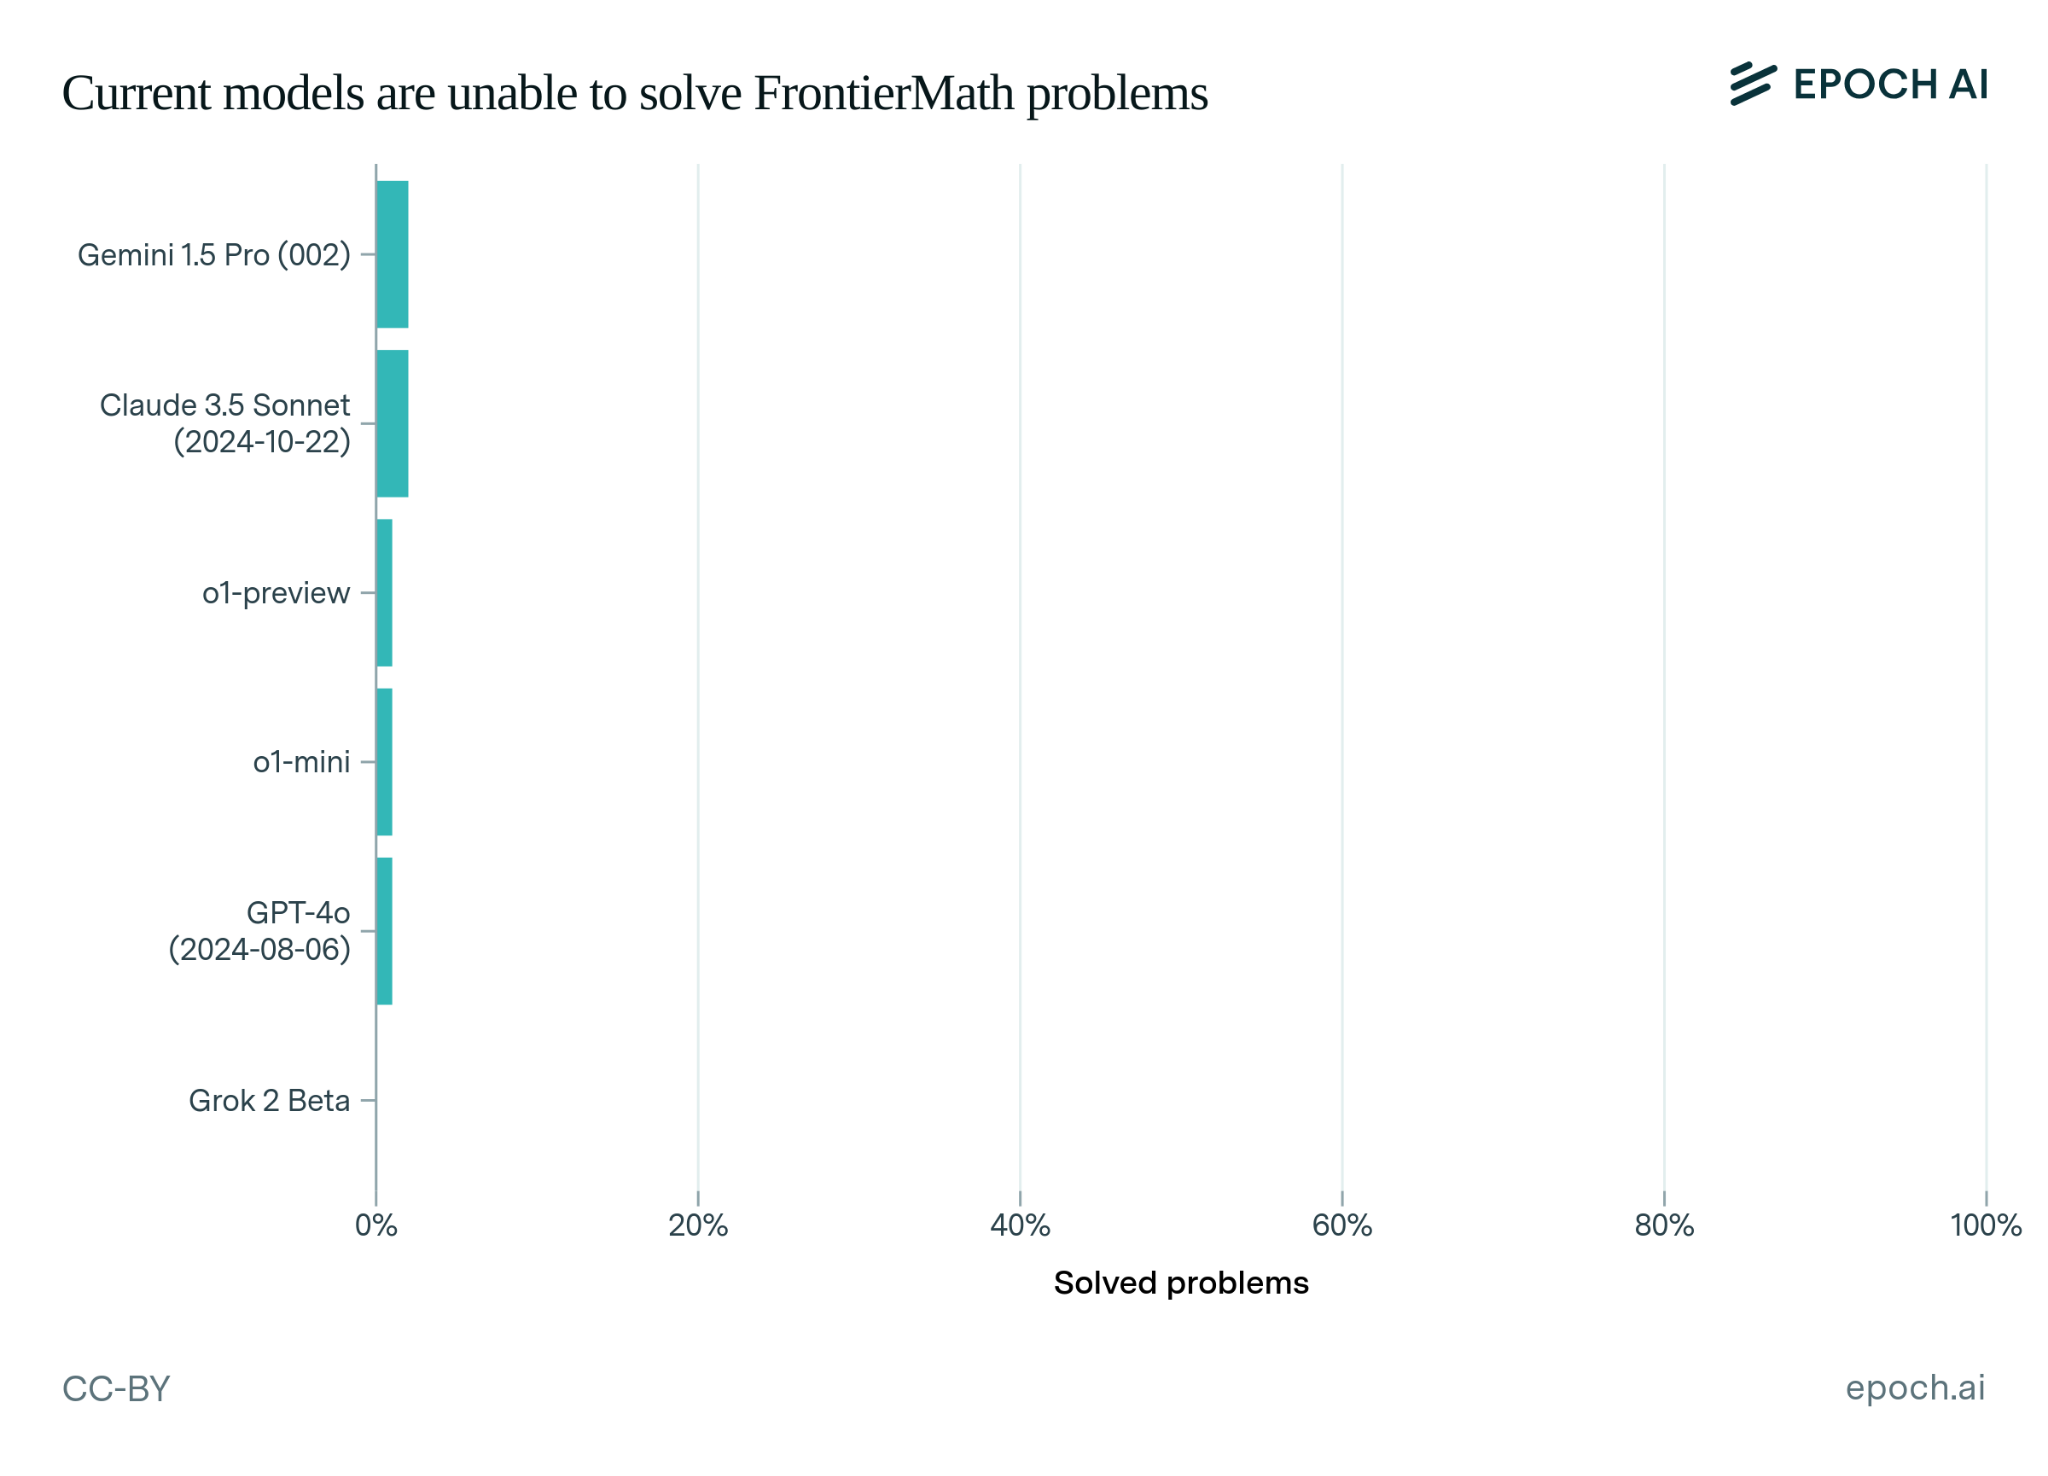 Current models are unable to solve FrontierMath problems
EPOCH AI
Gemini 1.5 Pro (002)
Claude 3.5 Sonnet
(2024-10-22)
o1-preview
o1-mini
GPT-4o
(2024-08-06)
Grok 2 Beta
0% 20% 40% 60% 80% 100%
Solved problems
CC-BY
epoch.ai